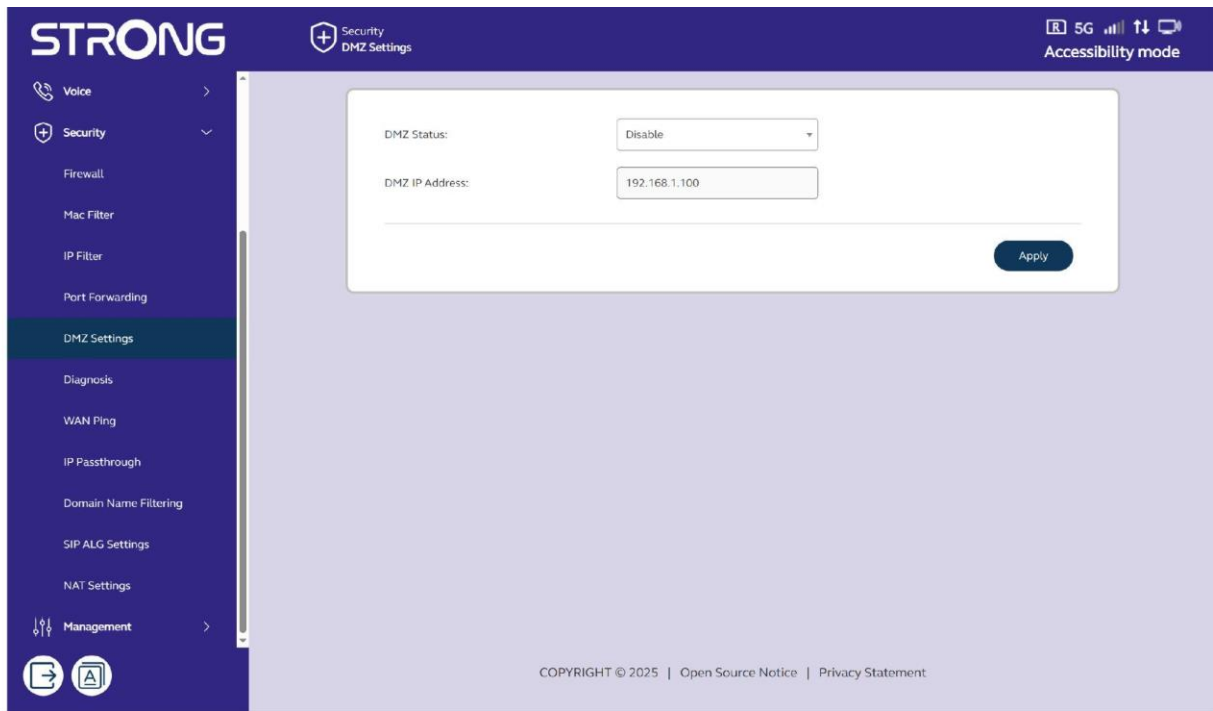 STRONG
Security
DMZ Settings
R 5G
Accessibility mode
Voice
Security
Firewall
Mac Filter
IP Filter
Port Forwarding
DMZ Settings
Diagnosis
WAN Ping
IP Passthrough
Domain Name Filtering
SIP ALG Settings
NAT Settings
Management
A
DMZ Status:
Disable
DMZ IP Address:
192.168.1.100
Apply
COPYRIGHT © 2025 | Open Source Notice | Privacy Statement